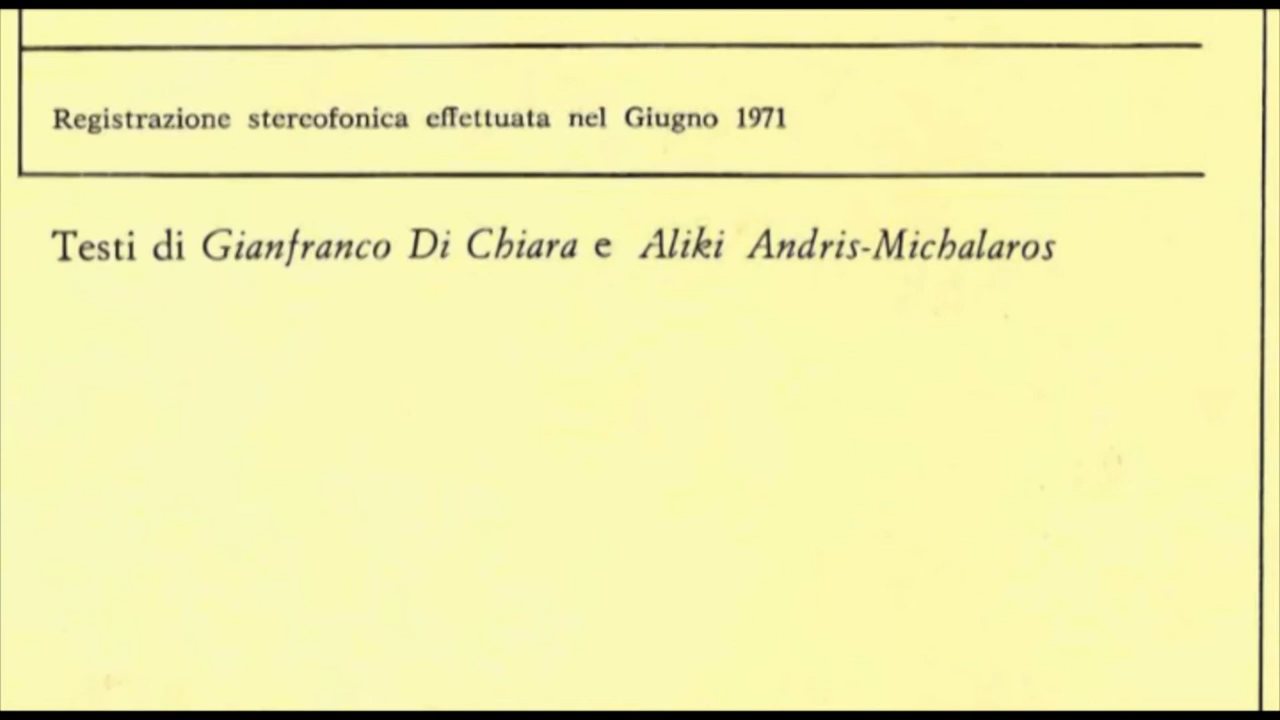 Registrazione stereofonica effettuata nel Giugno 1971
Testi di Gianfranco Di Chiara e Aliki Andris-Michalaros